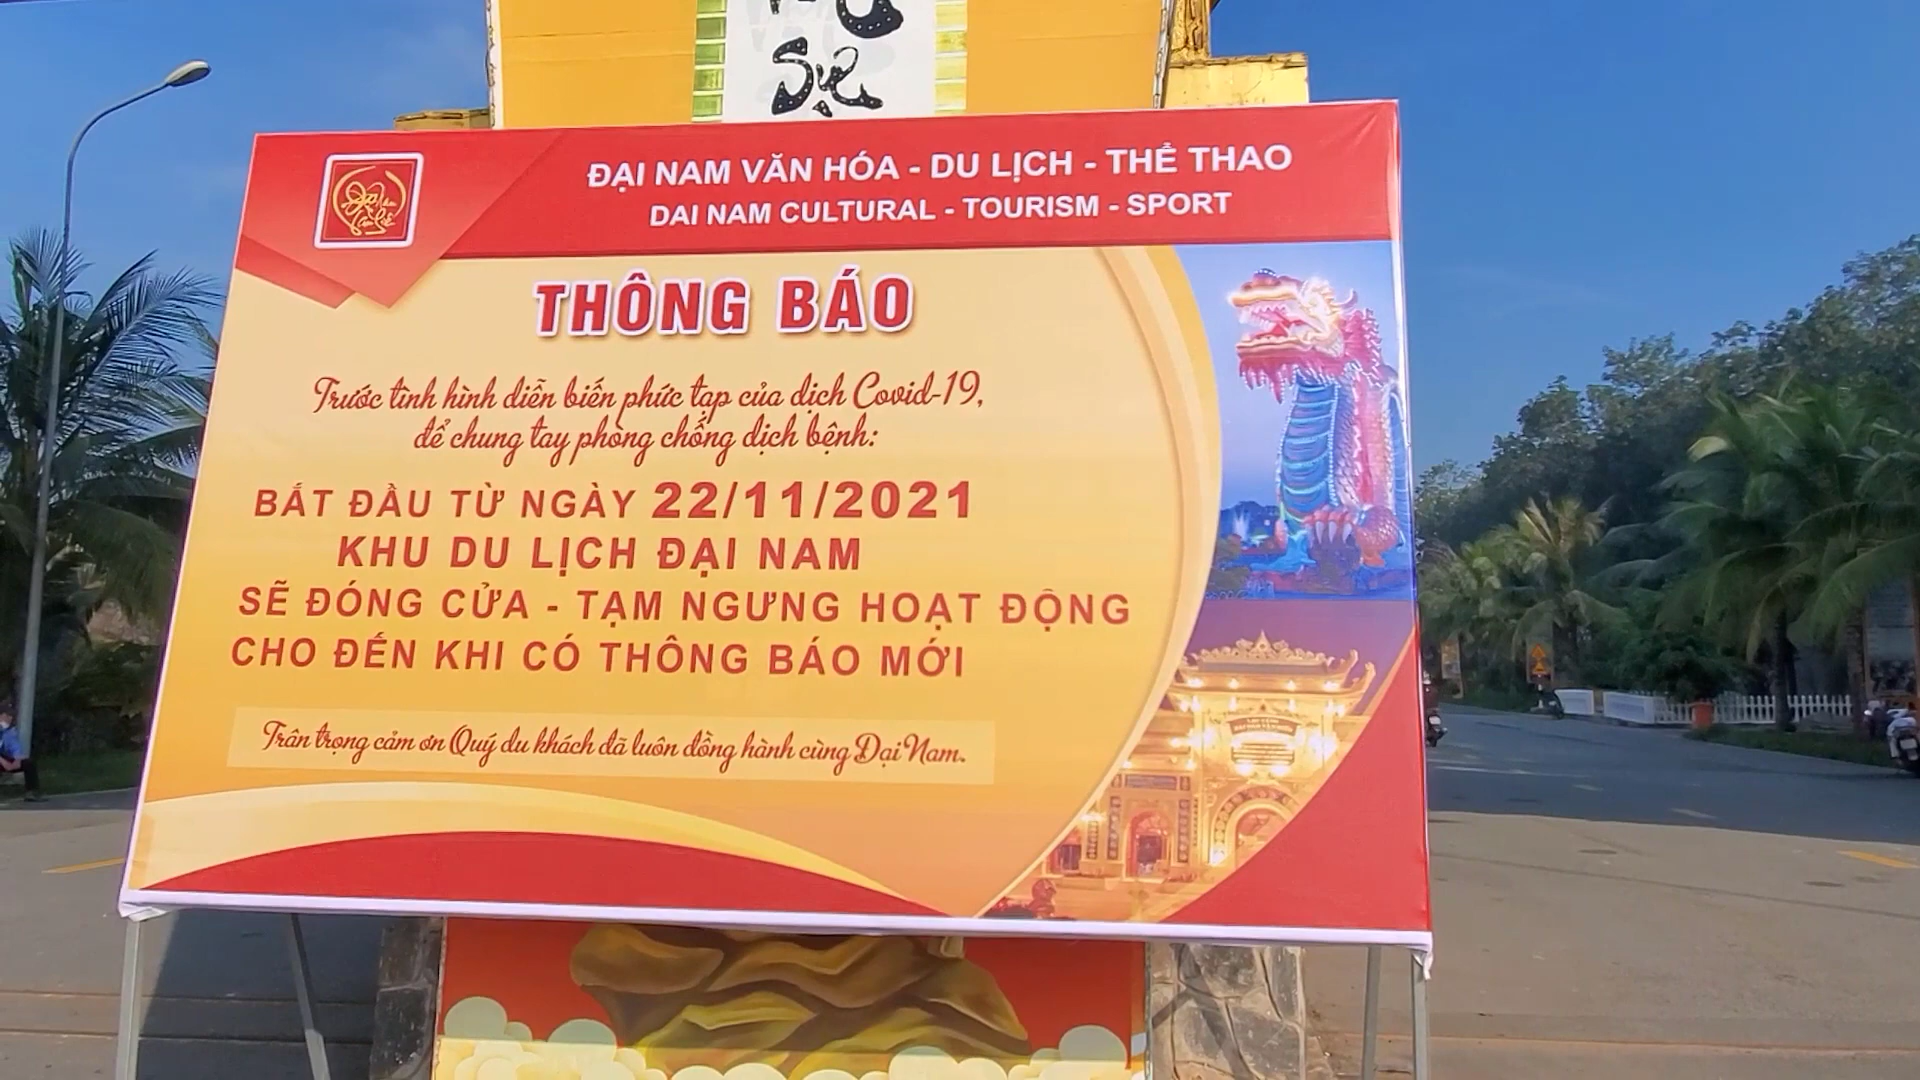 Sự
ĐẠI NAM VĂN HÓA - DU LỊCH - THỂ THAO
DAI NAM CULTURAL - TOURISM - SPORT
THÔNG BÁO
Trước tình hình diễn biến phức tạp của dịch Covid-19,
để chung tay phòng chống dịch bệnh:
BẮT ĐẦU TỪ NGÀY 22/11/2021
KHU DU LỊCH ĐẠI NAM
SẼ ĐÓNG CỬA - TẠM NGƯNG HOẠT ĐỘNG
CHO ĐẾN KHI CÓ THÔNG BÁO MỚI
Trân trọng cảm ơn Quý du khách đã luôn đồng hành cùng Đại Nam.